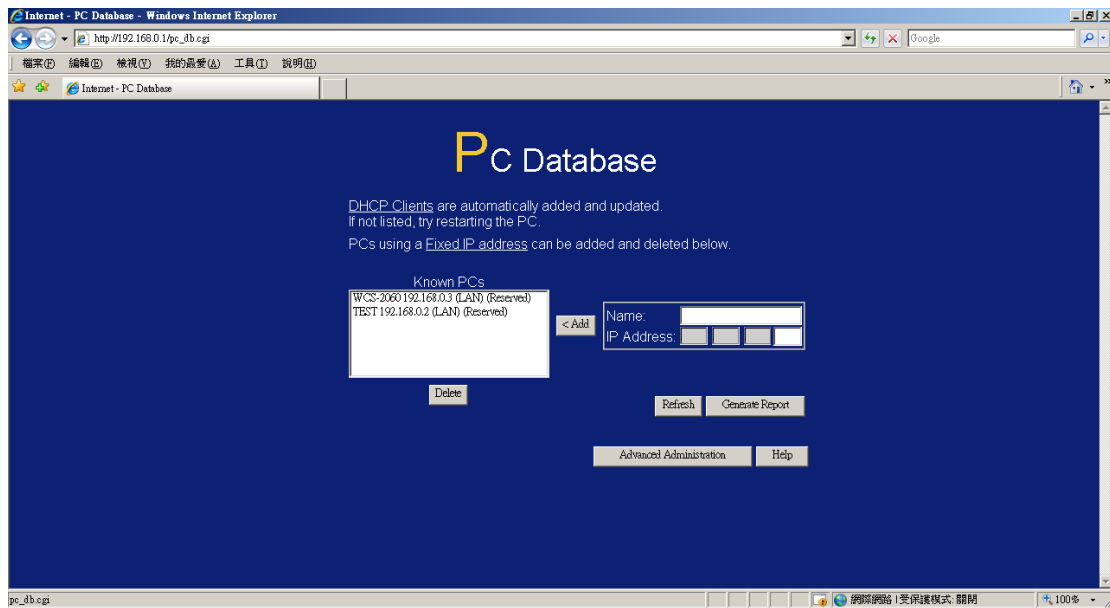 Internet - PC Database - Windows Internet Explorer
http://192.168.0.1/pc_db.cgi
Google
檔案(F) 編輯(E) 檢視(V) 我的最愛(A) 工具(T) 說明(H)
Internet - PC Database
PC Database
DHCP Clients are automatically added and updated.
If not listed, try restarting the PC.
PCs using a Fixed IP address can be added and deleted below.
Known PCs
WCS-2060 192.168.0.3 (LAN) (Reserved)
TEST 192.168.0.2 (LAN) (Reserved)
< Add
Name:
IP Address:
Delete
Refresh
Generate Report
Advanced Administration
Help
pc_db.cgi
網際網路 | 受保護模式: 關閉
100%